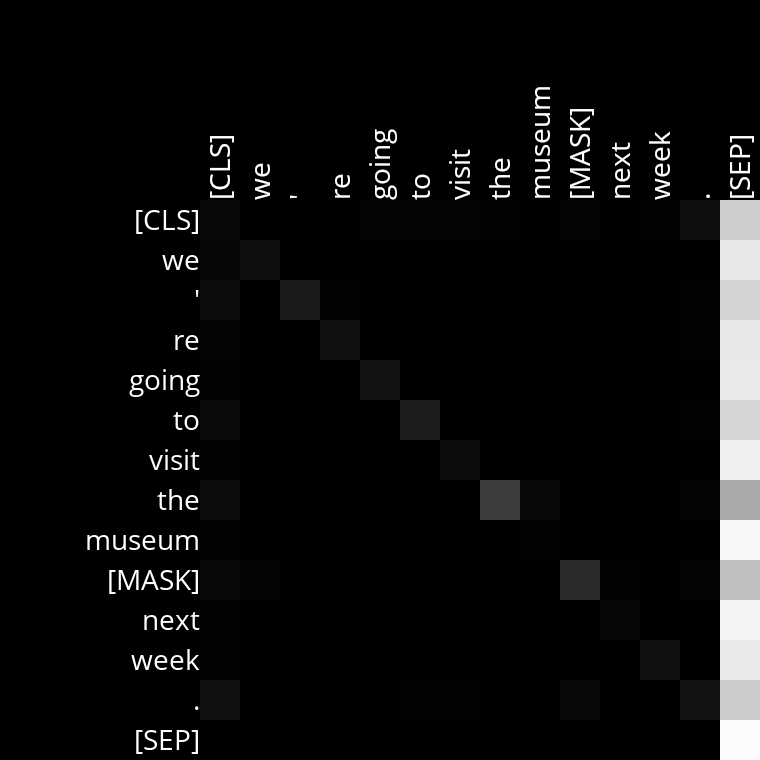 [CLS] we ' re going to visit the museum [MASK] next week . [SEP]
[CLS]
we
'
re
going
to
visit
the
museum
[MASK]
next
week
.
[SEP]